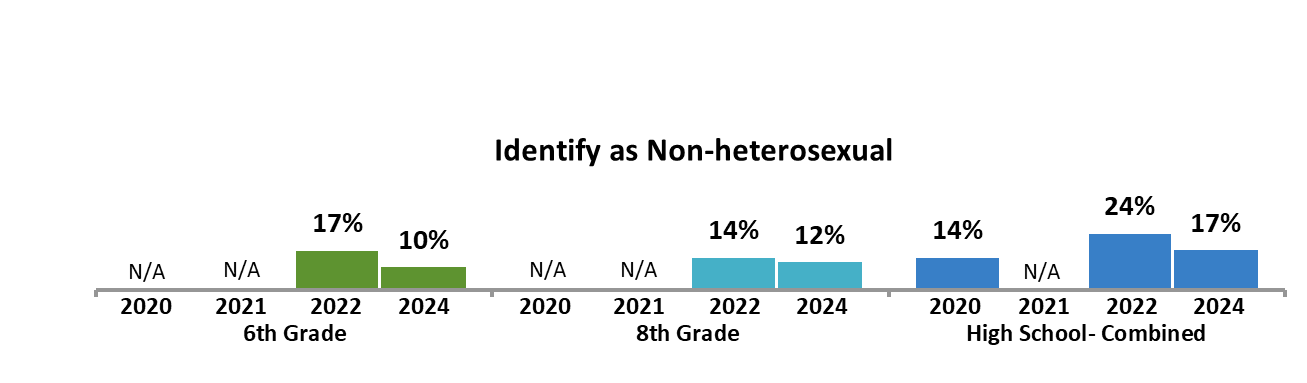 Identify as Non-heterosexual
24%
17% 14% 14% 17%
10% 12%
N/A N/A N/A N/A N/A
2020 2021 2022 2024 2020 2021 2022 2024 2020 2021 2022 2024
6th Grade 8th Grade High School- Combined